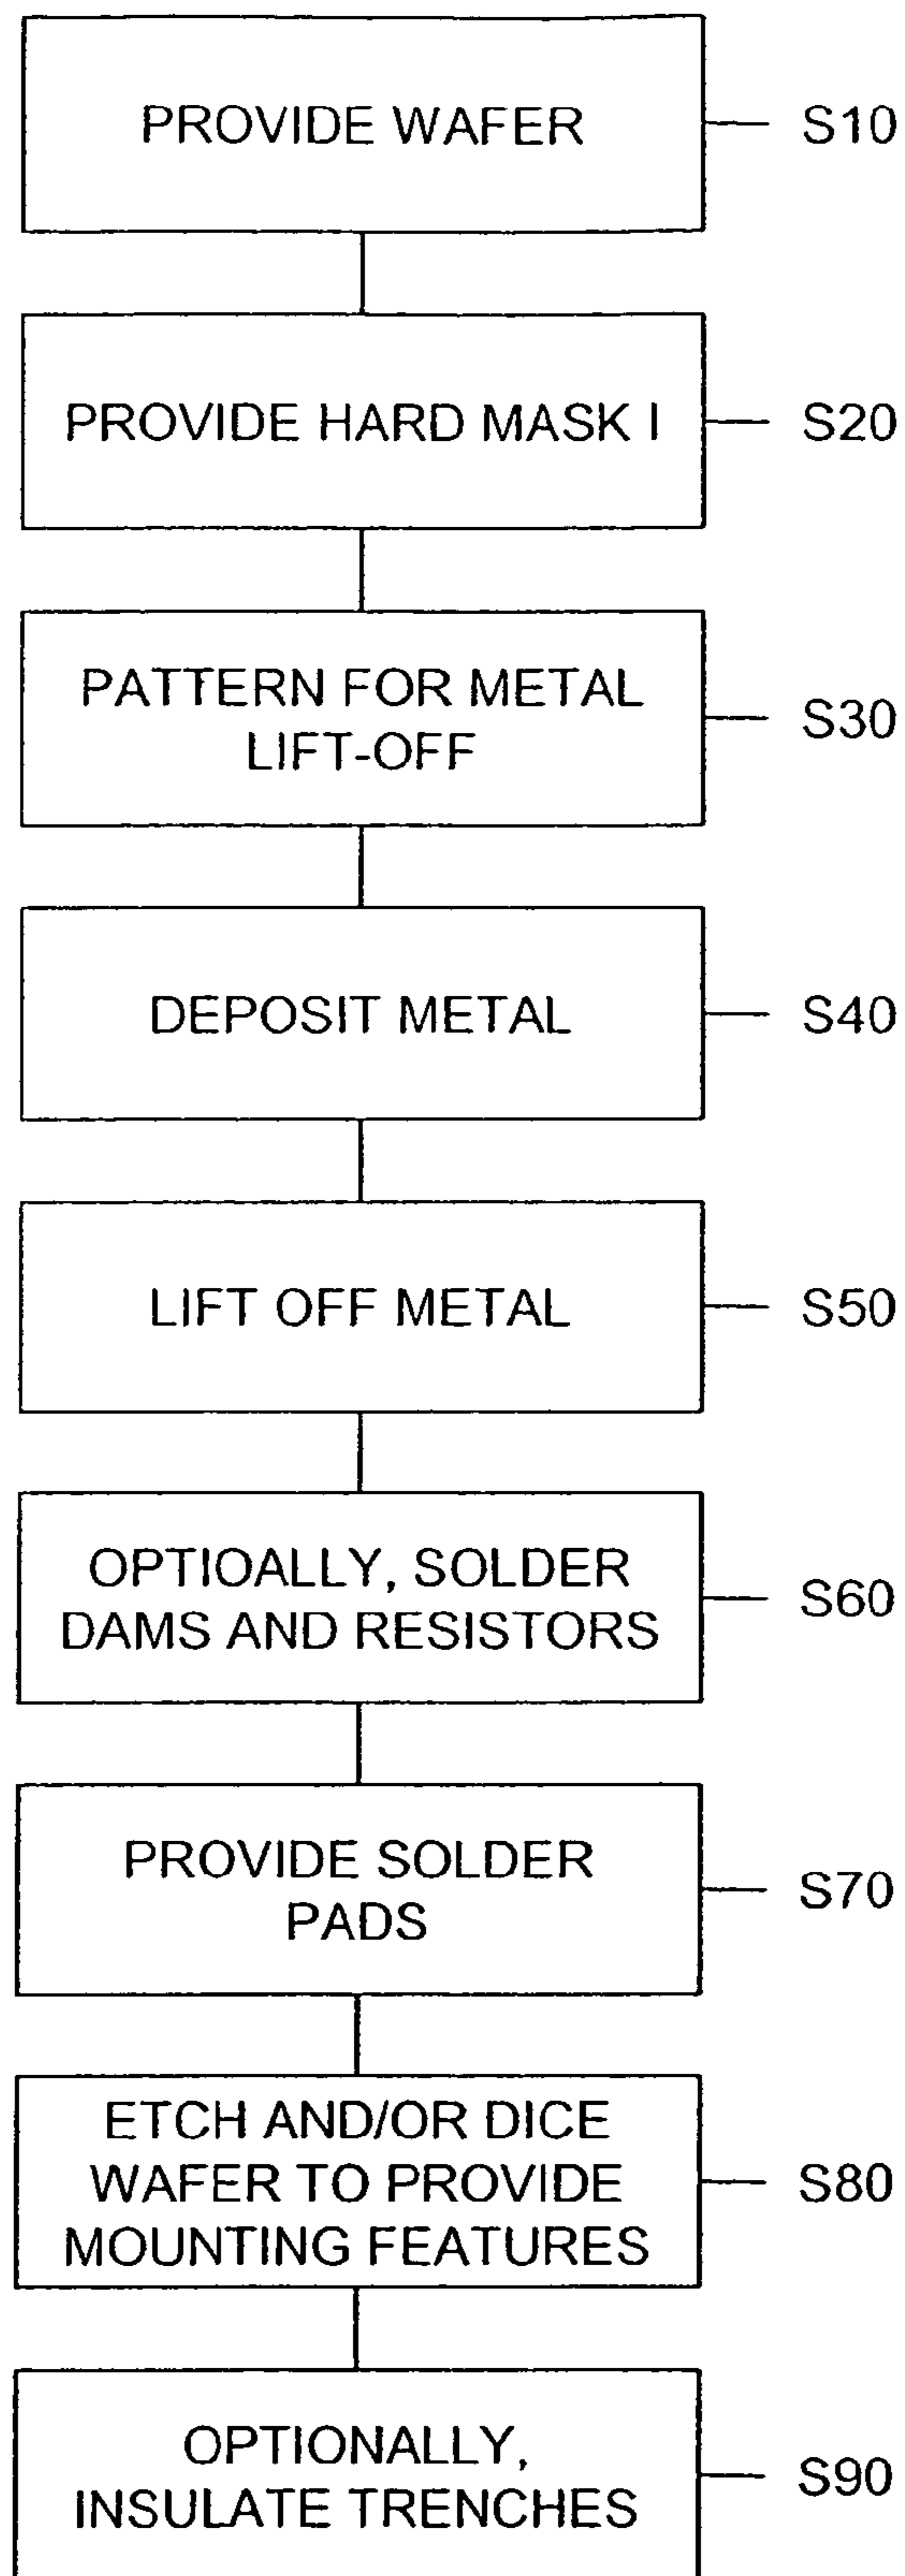 PROVIDE WAFER
S10
PROVIDE HARD MASK I
S20
PATTERN FOR METAL
LIFT-OFF
S30
DEPOSIT METAL
S40
LIFT OFF METAL
S50
OPTIOALLY, SOLDER
DAMS AND RESISTORS
S60
PROVIDE SOLDER
PADS
S70
ETCH AND/OR DICE
WAFER TO PROVIDE
MOUNTING FEATURES
S80
OPTIONALLY,
INSULATE TRENCHES
S90